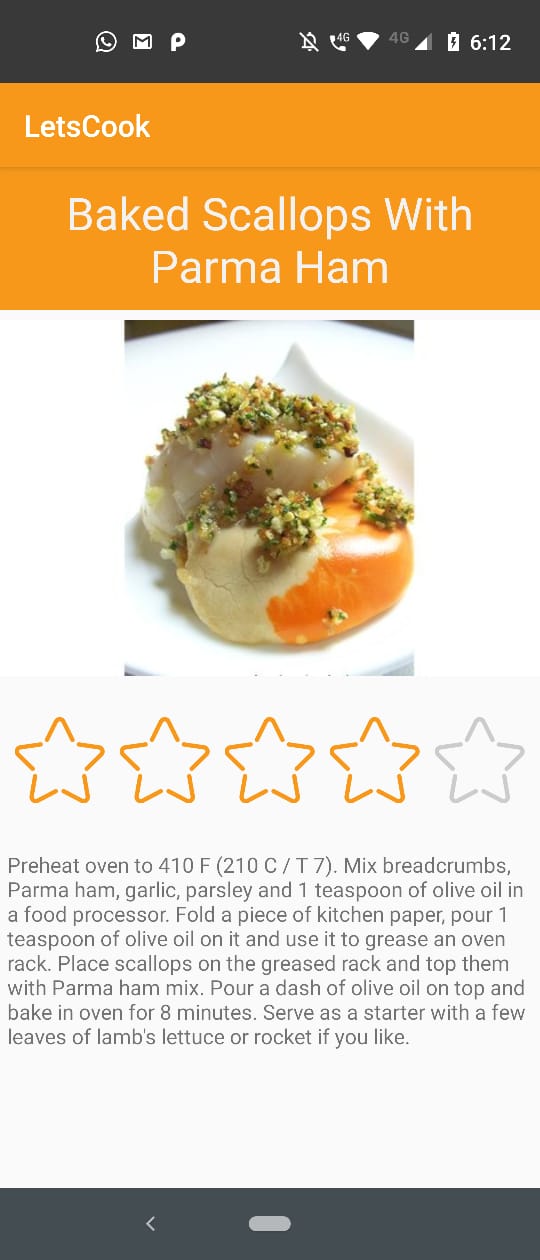 4G 4G 6:12
LetsCook
Baked Scallops With
Parma Ham
Preheat oven to 410 F (210 C / T 7). Mix breadcrumbs,
Parma ham, garlic, parsley and 1 teaspoon of olive oil in
a food processor. Fold a piece of kitchen paper, pour 1
teaspoon of olive oil on it and use it to grease an oven
rack. Place scallops on the greased rack and top them
with Parma ham mix. Pour a dash of olive oil on top and
bake in oven for 8 minutes. Serve as a starter with a few
leaves of lamb's lettuce or rocket if you like.